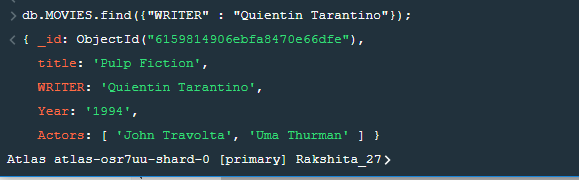 >db.MOVIES.find({"WRITER" : "Quientin Tarantino"});
< { _id: ObjectId("6159814906ebfa8470e66dfe"),
title: 'Pulp Fiction',
WRITER: 'Quientin Tarantino',
Year: '1994',
Actors: [ 'John Travolta', 'Uma Thurman' ] }
Atlas atlas-osr7uu-shard-0 [primary] Rakshita_27>